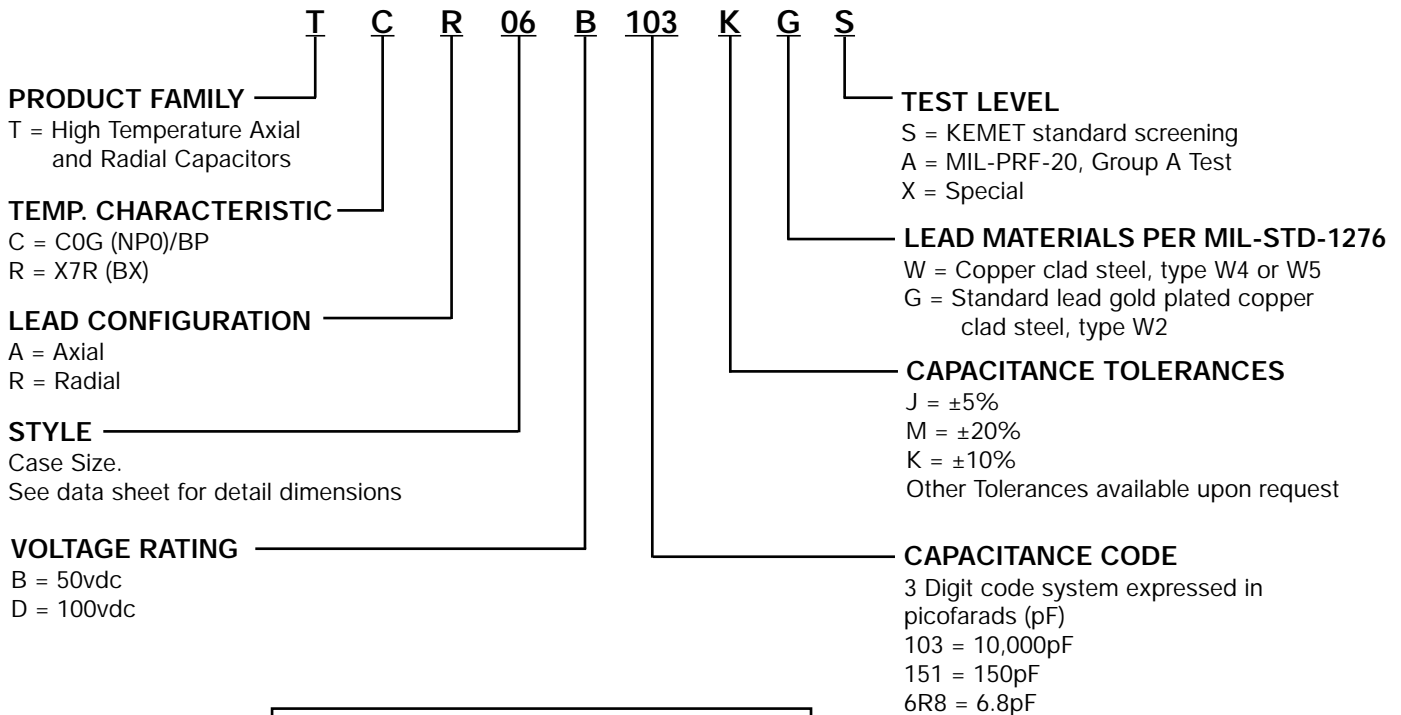 T C R 06 B 103 K G S
PRODUCT FAMILY
T = High Temperature Axial
and Radial Capacitors
TEMP. CHARACTERISTIC
C = C0G (NP0)/BP
R = X7R (BX)
LEAD CONFIGURATION
A = Axial
R = Radial
STYLE
Case Size.
See data sheet for detail dimensions
VOLTAGE RATING
B = 50vdc
D = 100vdc
TEST LEVEL
S = KEMET standard screening
A = MIL-PRF-20, Group A Test
X = Special
LEAD MATERIALS PER MIL-STD-1276
W = Copper clad steel, type W4 or W5
G = Standard lead gold plated copper
clad steel, type W2
CAPACITANCE TOLERANCES
J = ±5%
M = ±20%
K = ±10%
Other Tolerances available upon request
CAPACITANCE CODE
3 Digit code system expressed in
picofarads (pF)
103 = 10,000pF
151 = 150pF
6R8 = 6.8pF